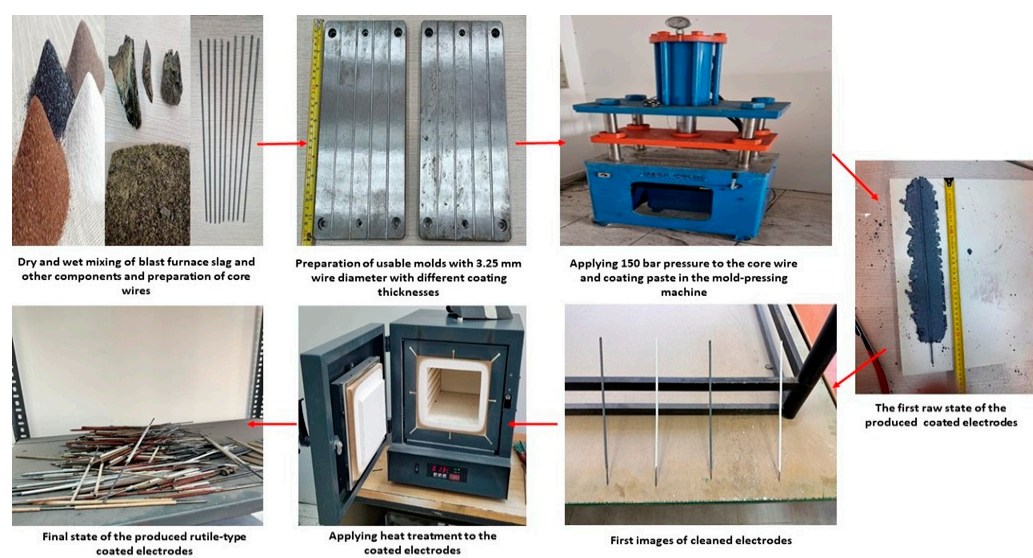 Dry and wet mixing of blast furnace slag and
other components and preparation of core
wires
Preparation of usable molds with 3.25 mm
wire diameter with different coating
thicknesses
Applying 150 bar pressure to the core wire
and coating paste in the mold-pressing
machine
The first raw state of the
produced coated electrodes
First images of cleaned electrodes
Applying heat treatment to the
coated electrodes
Final state of the produced rutile-type
coated electrodes